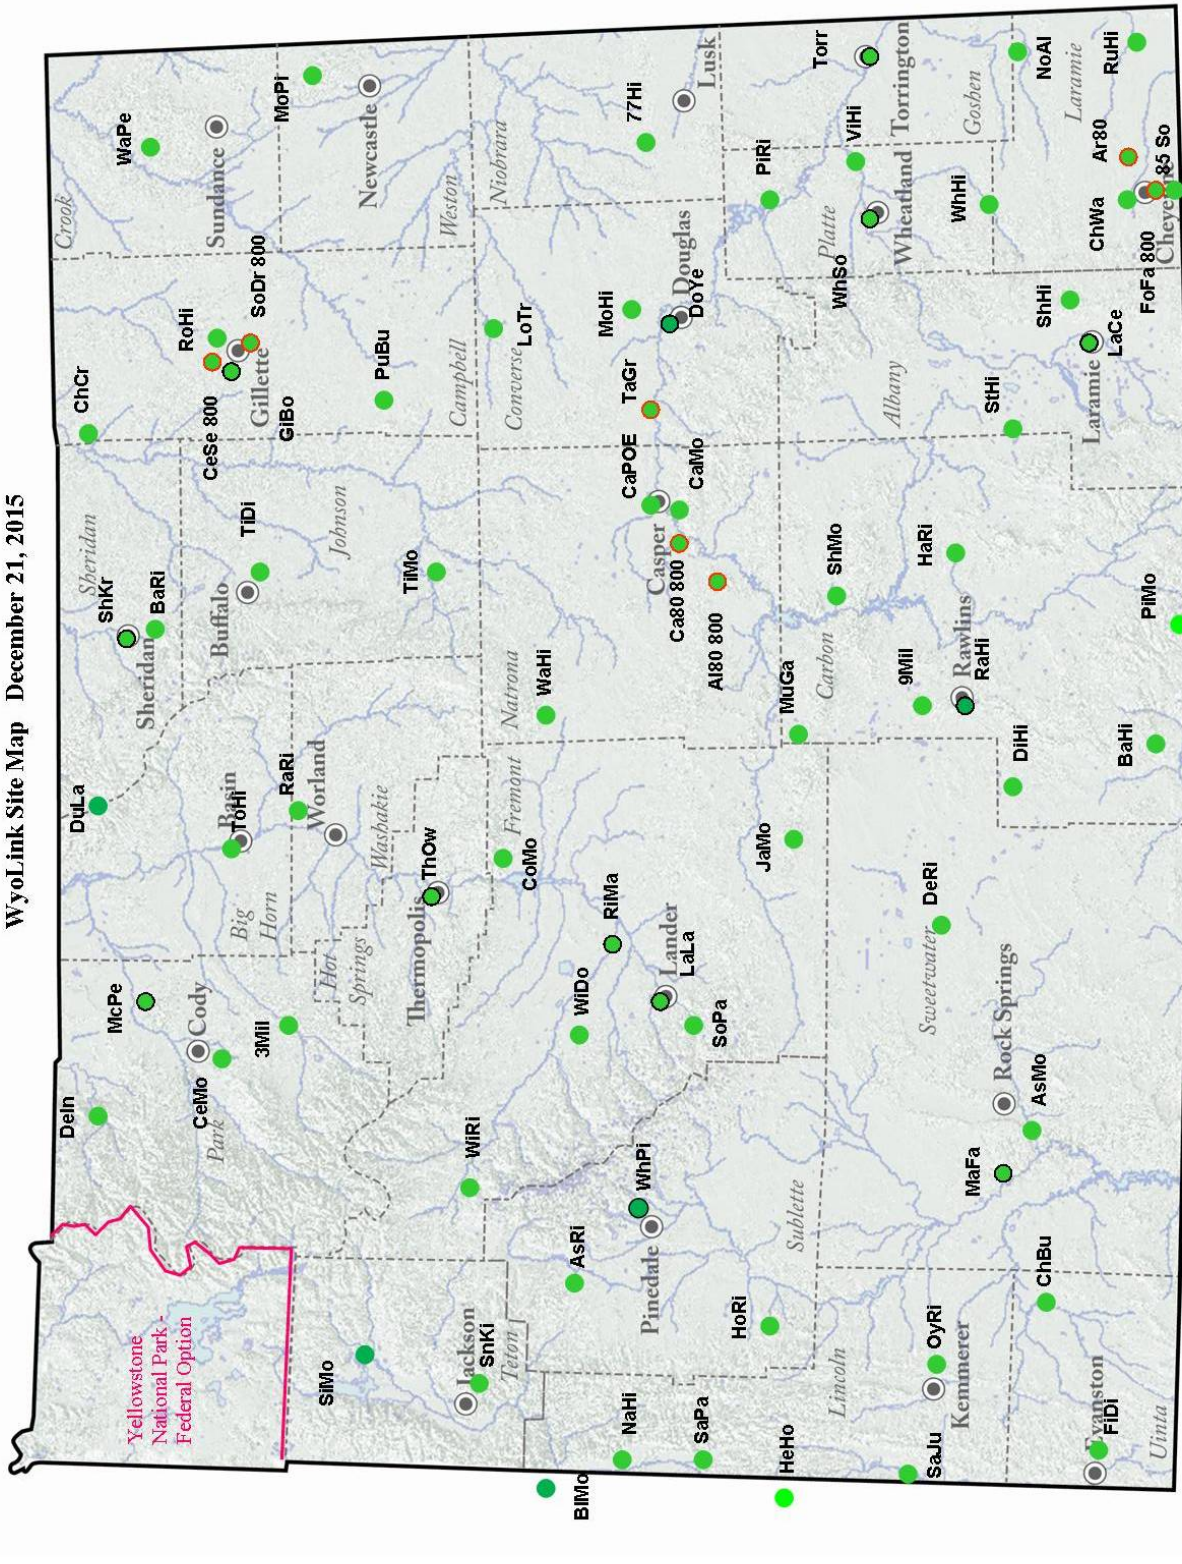 WyoLink Site Map    December 21, 2015
Yellowstone
National Park -
Federal Option
DeIn
McPe
Cody
CeMo
Park
3Mil
DuLa
Basin
ToHi
Big
Horn
RaRi
Worland
Washakie
Hot
Springs
Thermopolis
ThOw
Sheridan
ShKr
BaRi
Sheridan
Buffalo
TiDi
Johnson
TiMo
ChCr
RoHi
CeSe 800
SoDr 800
Gillette
GiBo
PuBu
Campbell
Crook
WaPe
Sundance
MoPi
Newcastle
Weston
SiMo
Jackson
SnKi
Teton
WiRi
CoMo
Fremont
WiDo
RiMa
Lander
LaLa
SoPa
Natrona
WaHi
Casper
CaPOE
CaMo
Ca80 800
Al80 800
Converse
LoTr
TaGr
MoHi
Douglas
DoYe
Niobrara
77Hi
Lusk
BlMo
NaHi
SaPa
HeHo
AsRi
WhPi
Pinedale
HoRi
Sublette
Lincoln
SaJu
OyRi
Kemmerer
ChBu
Evanston
FiDi
Uinta
JaMo
Sweetwater
DeRi
Rock Springs
AsMo
MaFa
MuGa
Carbon
ShMo
9Mil
Rawlins
RaHi
HaRi
DiHi
BaHi
PiMo
Albany
StHi
ShHi
Laramie
LaCe
PiRi
Platte
ViHi
WhSo
Wheatland
WhHi
Torr
Torrington
Goshen
NoAl
Laramie
RuHi
Ar80
ChWa
85 So
FoFa 800
Cheyenne